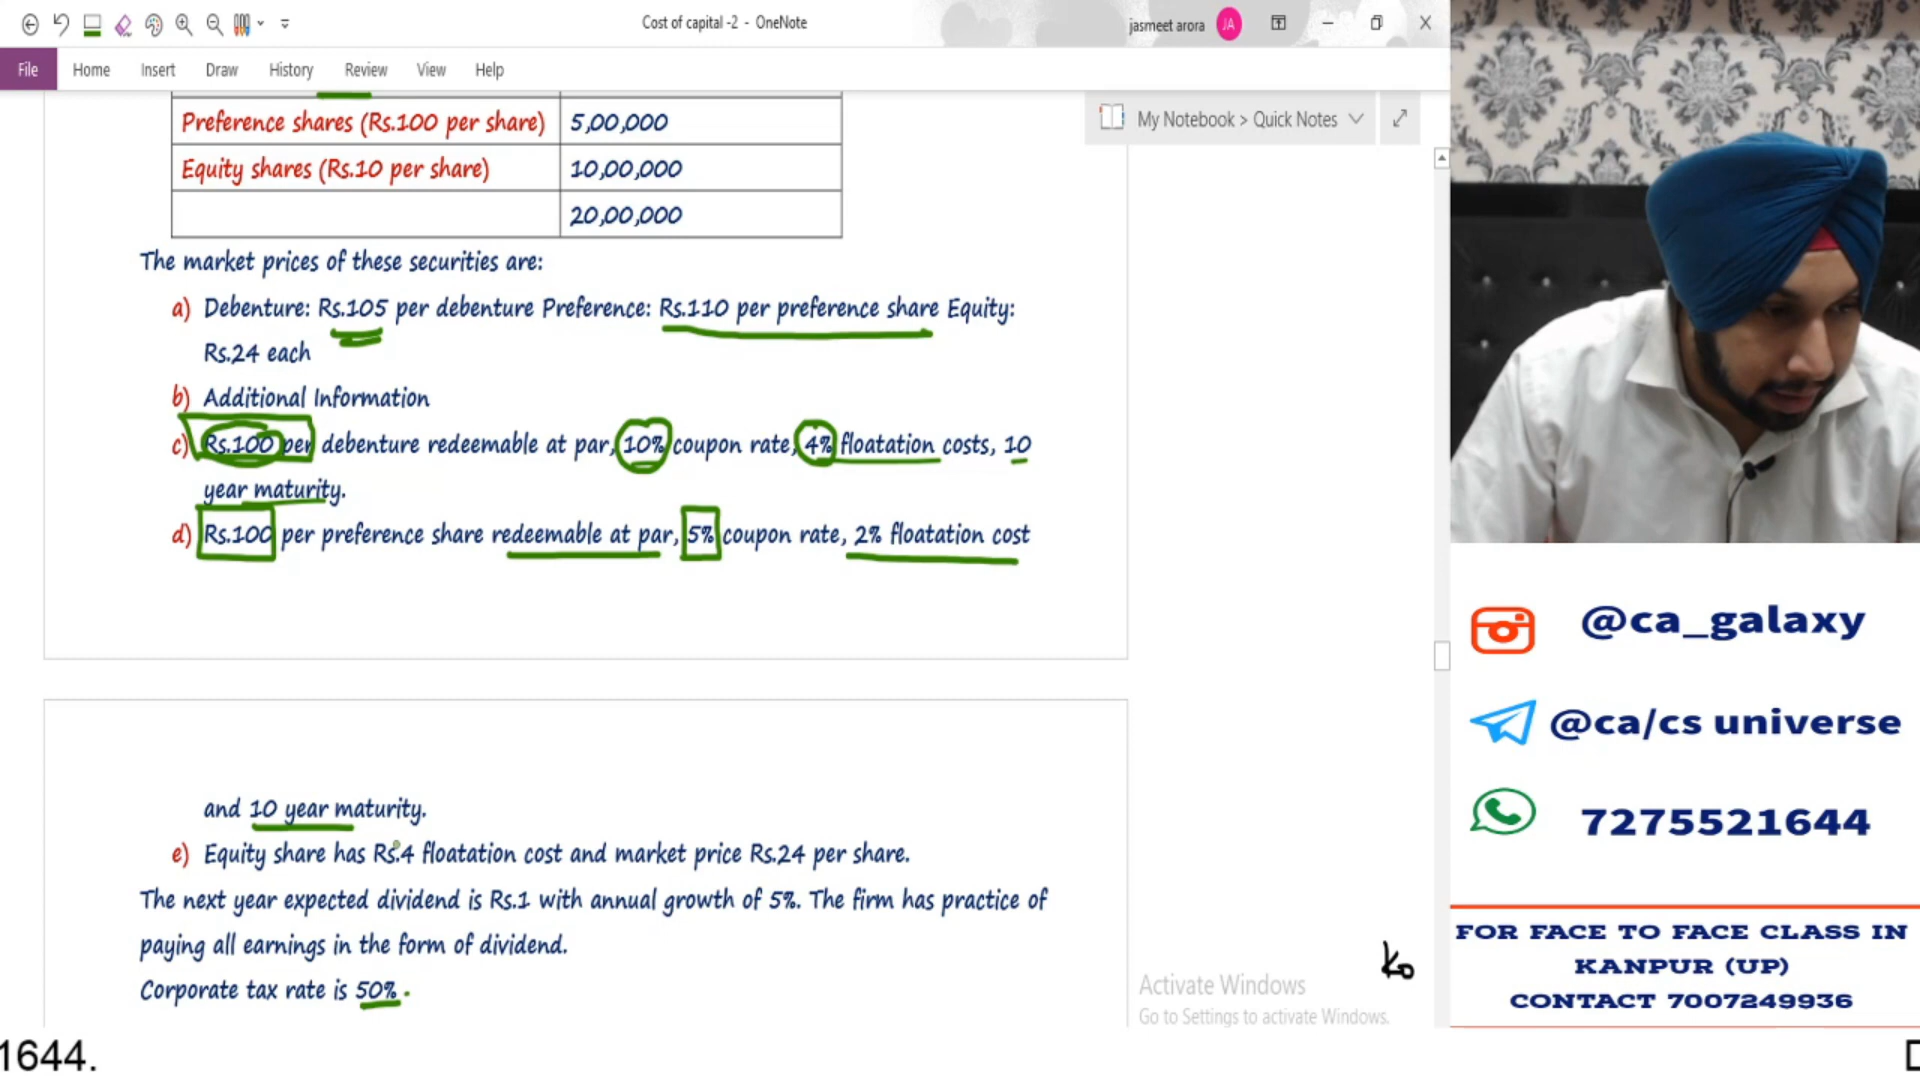 Cost of capital -2 - OneNote
jasmeet arora JA
File Home Insert Draw History Review View Help
My Notebook > Quick Notes
Preference shares (Rs.100 per share) 5,00,000
Equity shares (Rs.10 per share) 10,00,000
20,00,000
The market prices of these securities are:
a) Debenture: Rs.105 per debenture Preference: Rs.110 per preference share Equity:
Rs.24 each
b) Additional Information
c) Rs.100 per debenture redeemable at par, 10% coupon rate, 4% floatation costs, 10
year maturity.
d) Rs.100 per preference share redeemable at par, 5% coupon rate, 2% floatation cost
and 10 year maturity.
e) Equity share has Rs.4 floatation cost and market price Rs.24 per share.
The next year expected dividend is Rs.1 with annual growth of 5%. The firm has practice of
paying all earnings in the form of dividend.
Corporate tax rate is 50%.
ko
Activate Windows
Go to Settings to activate Windows.
@ca_galaxy
@ca/cs universe
7275521644
FOR FACE TO FACE CLASS IN
KANPUR (UP)
CONTACT 7007249936
1644.